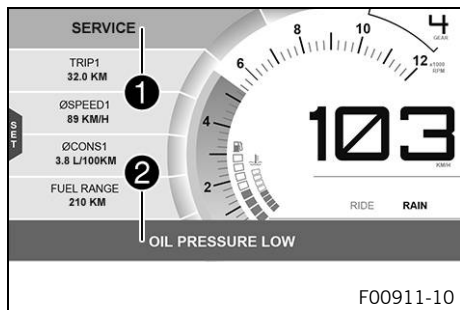 SERVICE
TRIP1
32.0 KM
ØSPEED1
89 KM/H
ØCONS1
3.8 L/100KM
FUEL RANGE
210 KM
SET
1
2
2
4
6
8
10
12
x1000
RPM
4
GEAR
103
KM/H
RIDE RAIN
OIL PRESSURE LOW
F00911-10